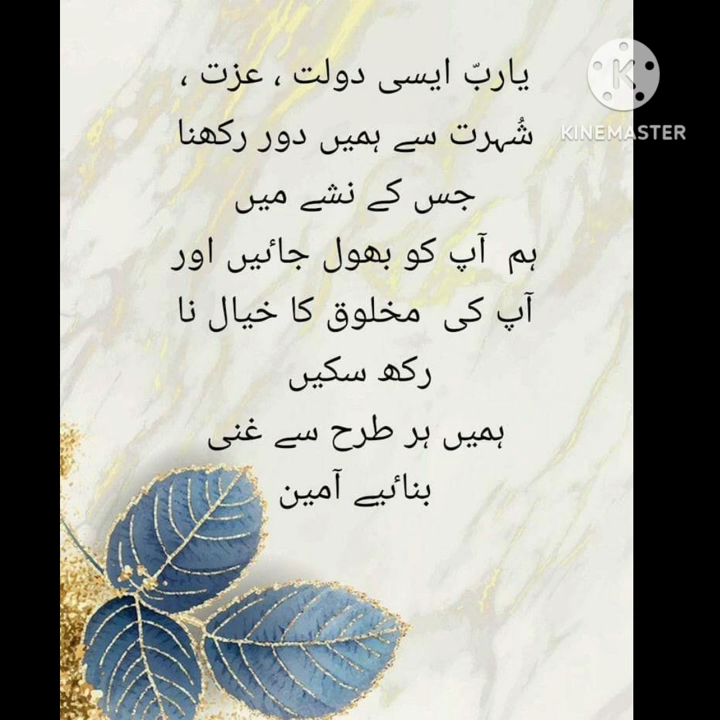 یاربّ ایسی دولت ، عزت ،
شُہرت سے ہمیں دور رکھنا
جس کے نشے میں
ہم آپ کو بھول جائیں اور
آپ کی مخلوق کا خیال نا
رکھ سکیں
ہمیں ہر طرح سے غنی
بنائیے آمین
K
KINEMASTER